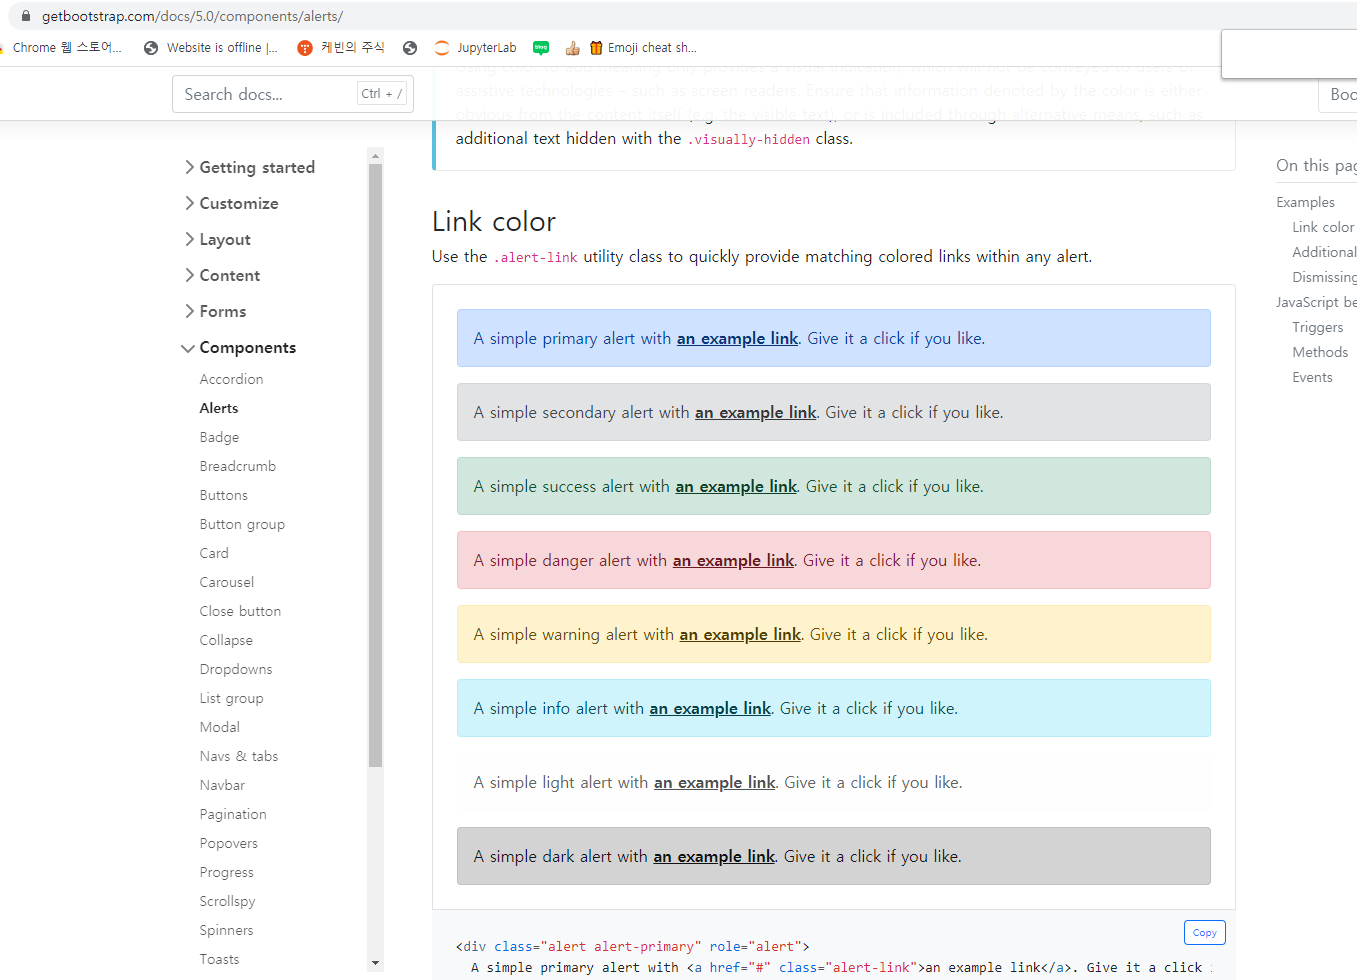 getbootstrap.com/docs/5.0/components/alerts/
Chrome 웹 스토어... Website is offline |... 케빈의 주식 JupyterLab blog Emoji cheat sh...
Search docs... Ctrl + /
Boo
using color to add meaning only provides a visual indication, which will not be conveyed to users of
assistive technologies – such as screen readers. Ensure that information denoted by the color is either
obvious from the content itself (e.g. the visible text), or is included through alternative means, such as
additional text hidden with the .visually-hidden class.
Getting started
Customize
Layout
Content
Forms
Components
Accordion
Alerts
Badge
Breadcrumb
Buttons
Button group
Card
Carousel
Close button
Collapse
Dropdowns
List group
Modal
Navs & tabs
Navbar
Pagination
Popovers
Progress
Scrollspy
Spinners
Toasts
Link color
Use the .alert-link utility class to quickly provide matching colored links within any alert.
A simple primary alert with an example link. Give it a click if you like.
A simple secondary alert with an example link. Give it a click if you like.
A simple success alert with an example link. Give it a click if you like.
A simple danger alert with an example link. Give it a click if you like.
A simple warning alert with an example link. Give it a click if you like.
A simple info alert with an example link. Give it a click if you like.
A simple light alert with an example link. Give it a click if you like.
A simple dark alert with an example link. Give it a click if you like.
Copy
<div class="alert alert-primary" role="alert">
A simple primary alert with <a href="#" class="alert-link">an example link</a>. Give it a click
On this pag
Examples
Link color
Additional
Dismissing
JavaScript be
Triggers
Methods
Events